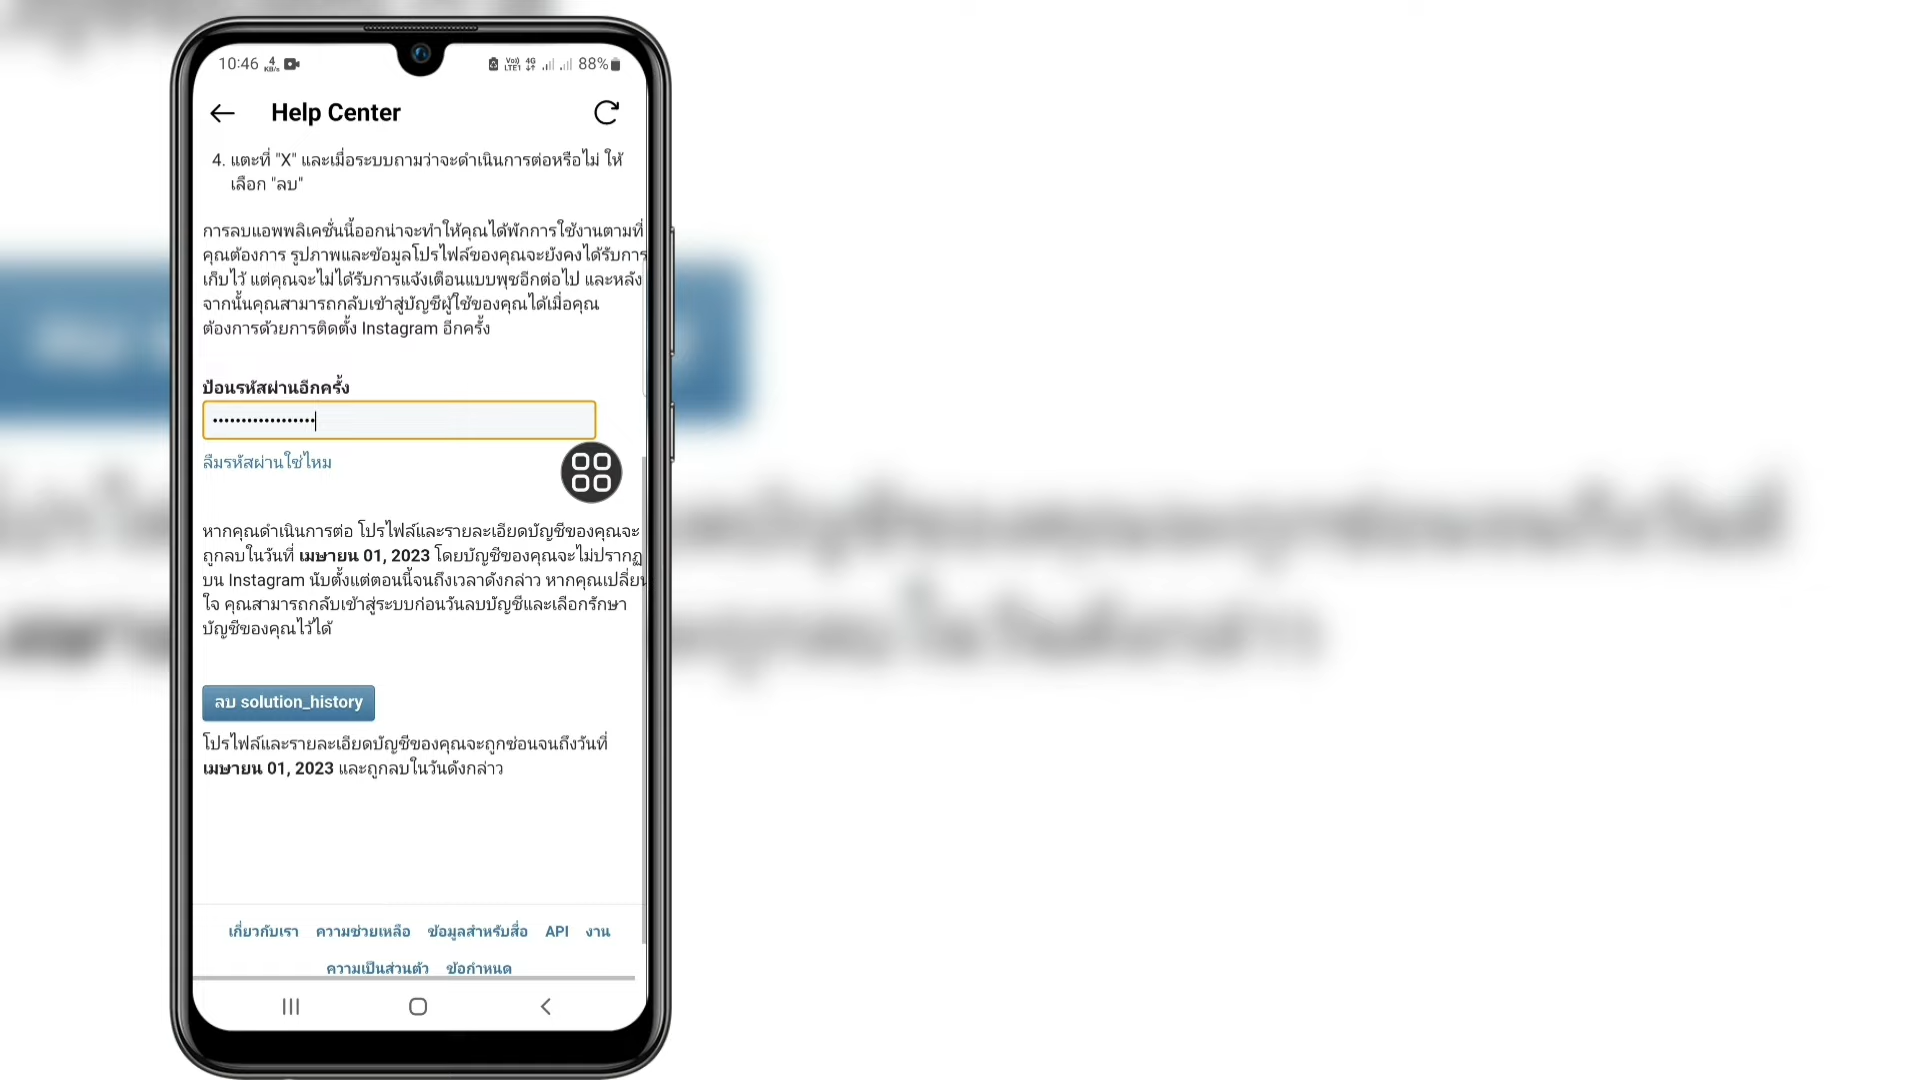 10:46 4 KB/s Vo) LTE1 4G 88%
Help Center
4. แตะที่ "X" และเมื่อระบบถามว่าจะดำเนินการต่อหรือไม่ ให้
เลือก "ลบ"
การลบแอพพลิเคชั่นนี้ออกน่าจะทำให้คุณได้พักการใช้งานตามที่
คุณต้องการ รูปภาพและข้อมูลโปรไฟล์ของคุณจะยังคงได้รับการ
เก็บไว้ แต่คุณจะไม่ได้รับการแจ้งเตือนแบบพุชอีกต่อไป และหลัง
จากนั้นคุณสามารถกลับเข้าสู่บัญชีผู้ใช้ของคุณได้เมื่อคุณ
ต้องการด้วยการติดตั้ง Instagram อีกครั้ง
ป้อนรหัสผ่านอีกครั้ง
ลืมรหัสผ่านใช่ไหม
หากคุณดำเนินการต่อ โปรไฟล์และรายละเอียดบัญชีของคุณจะ
ถูกลบในวันที่ เมษายน 01, 2023 โดยบัญชีของคุณจะไม่ปรากฏ
บน Instagram นับตั้งแต่ตอนนี้จนถึงเวลาดังกล่าว หากคุณเปลี่ยน
ใจ คุณสามารถกลับเข้าสู่ระบบก่อนวันลบบัญชีและเลือกรักษา
บัญชีของคุณไว้ได้
ลบ solution_history
โปรไฟล์และรายละเอียดบัญชีของคุณจะถูกซ่อนจนถึงวันที่
เมษายน 01, 2023 และถูกลบในวันดังกล่าว
เกี่ยวกับเรา ความช่วยเหลือ ข้อมูลสำหรับสื่อ API งาน
ความเป็นส่วนตัว ข้อกำหนด